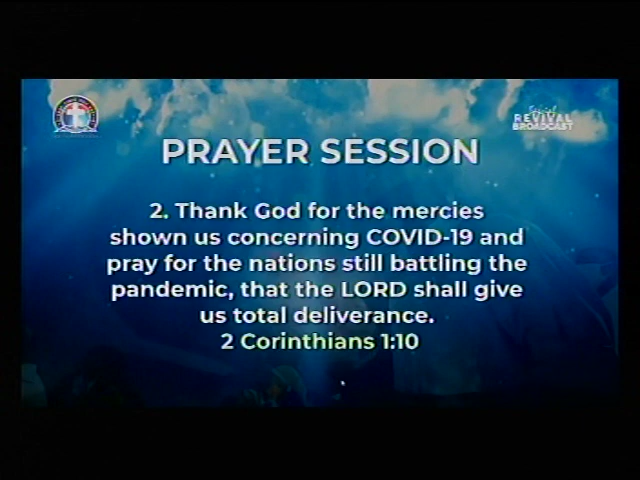 REVIVAL
BROADCAST
PRAYER SESSION
2. Thank God for the mercies
shown us concerning COVID-19 and
pray for the nations still battling the
pandemic, that the LORD shall give
us total deliverance.
2 Corinthians 1:10